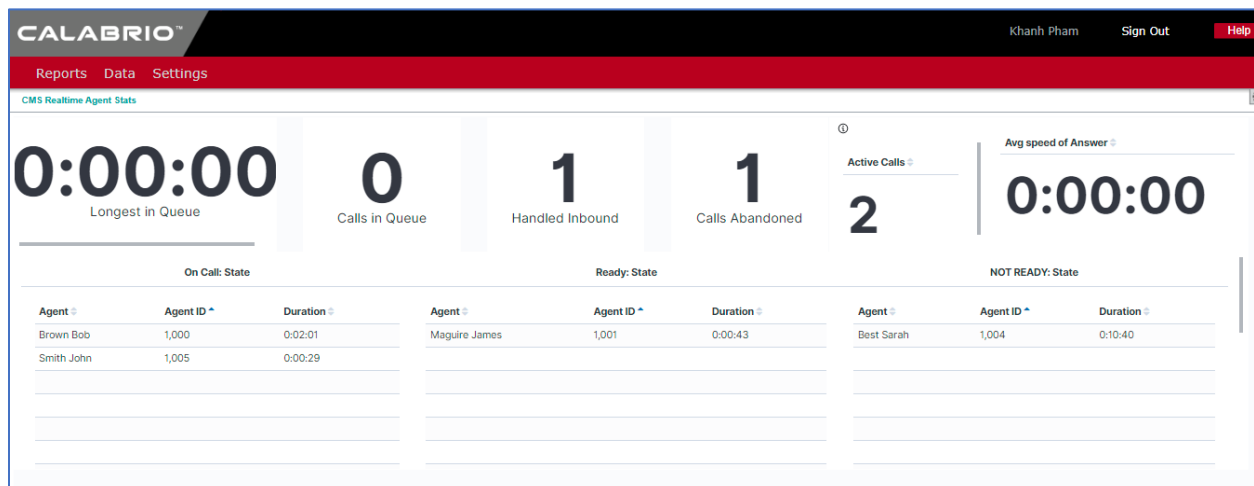 CALABRIO™ Khanh Pham Sign Out Help
Reports Data Settings
CMS Realtime Agent Stats
0:00:00
Longest in Queue
0
Calls in Queue
1
Handled Inbound
1
Calls Abandoned
Active Calls
2
Avg speed of Answer
0:00:00
On Call: State
Agent Agent ID Duration
Brown Bob 1,000 0:02:01
Smith John 1,005 0:00:29
Ready: State
Agent Agent ID Duration
Maguire James 1,001 0:00:43
NOT READY: State
Agent Agent ID Duration
Best Sarah 1,004 0:10:40